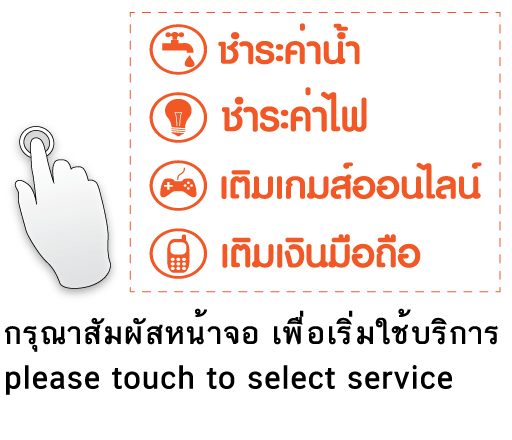 ชำระค่าน้ำ
ชำระค่าไฟ
เติมเกมส์ออนไลน์
เติมเงินมือถือ
กรุณาสัมผัสหน้าจอ เพื่อเริ่มใช้บริการ
please touch to select service